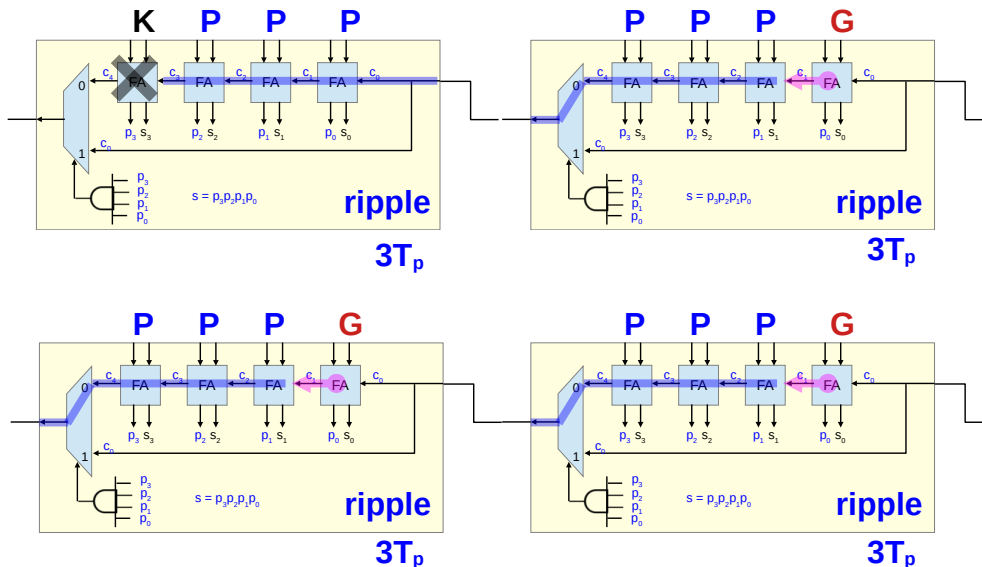 K P P P
P P P G
c₄ FA c₃ FA c₂ FA c₁ FA c₀
c₄ FA c₃ FA c₂ FA c₁ FA c₀
0
0
p₃ s₃ p₂ s₂ p₁ s₁ p₀ s₀
p₃ s₃ p₂ s₂ p₁ s₁ p₀ s₀
1 c₀
1 c₀
p₃
p₂
p₁
p₀
s = p₃p₂p₁p₀
ripple
p₃
p₂
p₁
p₀
s = p₃p₂p₁p₀
ripple
3Tₚ
3Tₚ
P P P G
P P P G
c₄ FA c₃ FA c₂ FA c₁ FA c₀
c₄ FA c₃ FA c₂ FA c₁ FA c₀
0
0
p₃ s₃ p₂ s₂ p₁ s₁ p₀ s₀
p₃ s₃ p₂ s₂ p₁ s₁ p₀ s₀
1 c₀
1 c₀
p₃
p₂
p₁
p₀
s = p₃p₂p₁p₀
ripple
p₃
p₂
p₁
p₀
s = p₃p₂p₁p₀
ripple
3Tₚ
3Tₚ